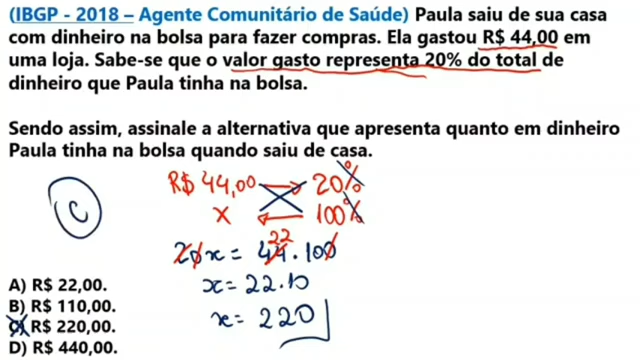 (IBGP - 2018 – Agente Comunitário de Saúde) Paula saiu de sua casa
com dinheiro na bolsa para fazer compras. Ela gastou R$ 44,00 em
uma loja. Sabe-se que o valor gasto representa 20% do total de
dinheiro que Paula tinha na bolsa.
Sendo assim, assinale a alternativa que apresenta quanto em dinheiro
Paula tinha na bolsa quando saiu de casa.
R$ 44,00 20%
x 100%
C
22
20x = 44.100
x = 22.10
x = 220
A) R$ 22,00.
B) R$ 110,00.
C) R$ 220,00.
D) R$ 440,00.